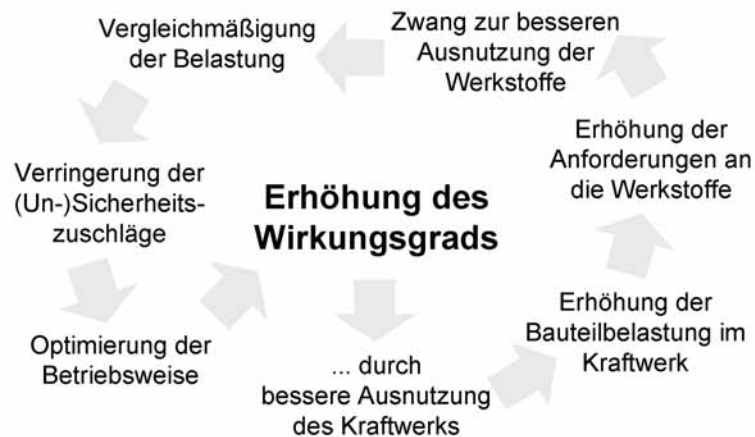 Vergleichmäßigung
der Belastung
Zwang zur besseren
Ausnutzung der
Werkstoffe
Erhöhung der
Anforderungen an
die Werkstoffe
Verringerung der
(Un-)Sicherheits-
zuschläge
Erhöhung des
Wirkungsgrads
Erhöhung der
Bauteilbelastung im
Kraftwerk
Optimierung der
Betriebsweise
... durch
bessere Ausnutzung
des Kraftwerks